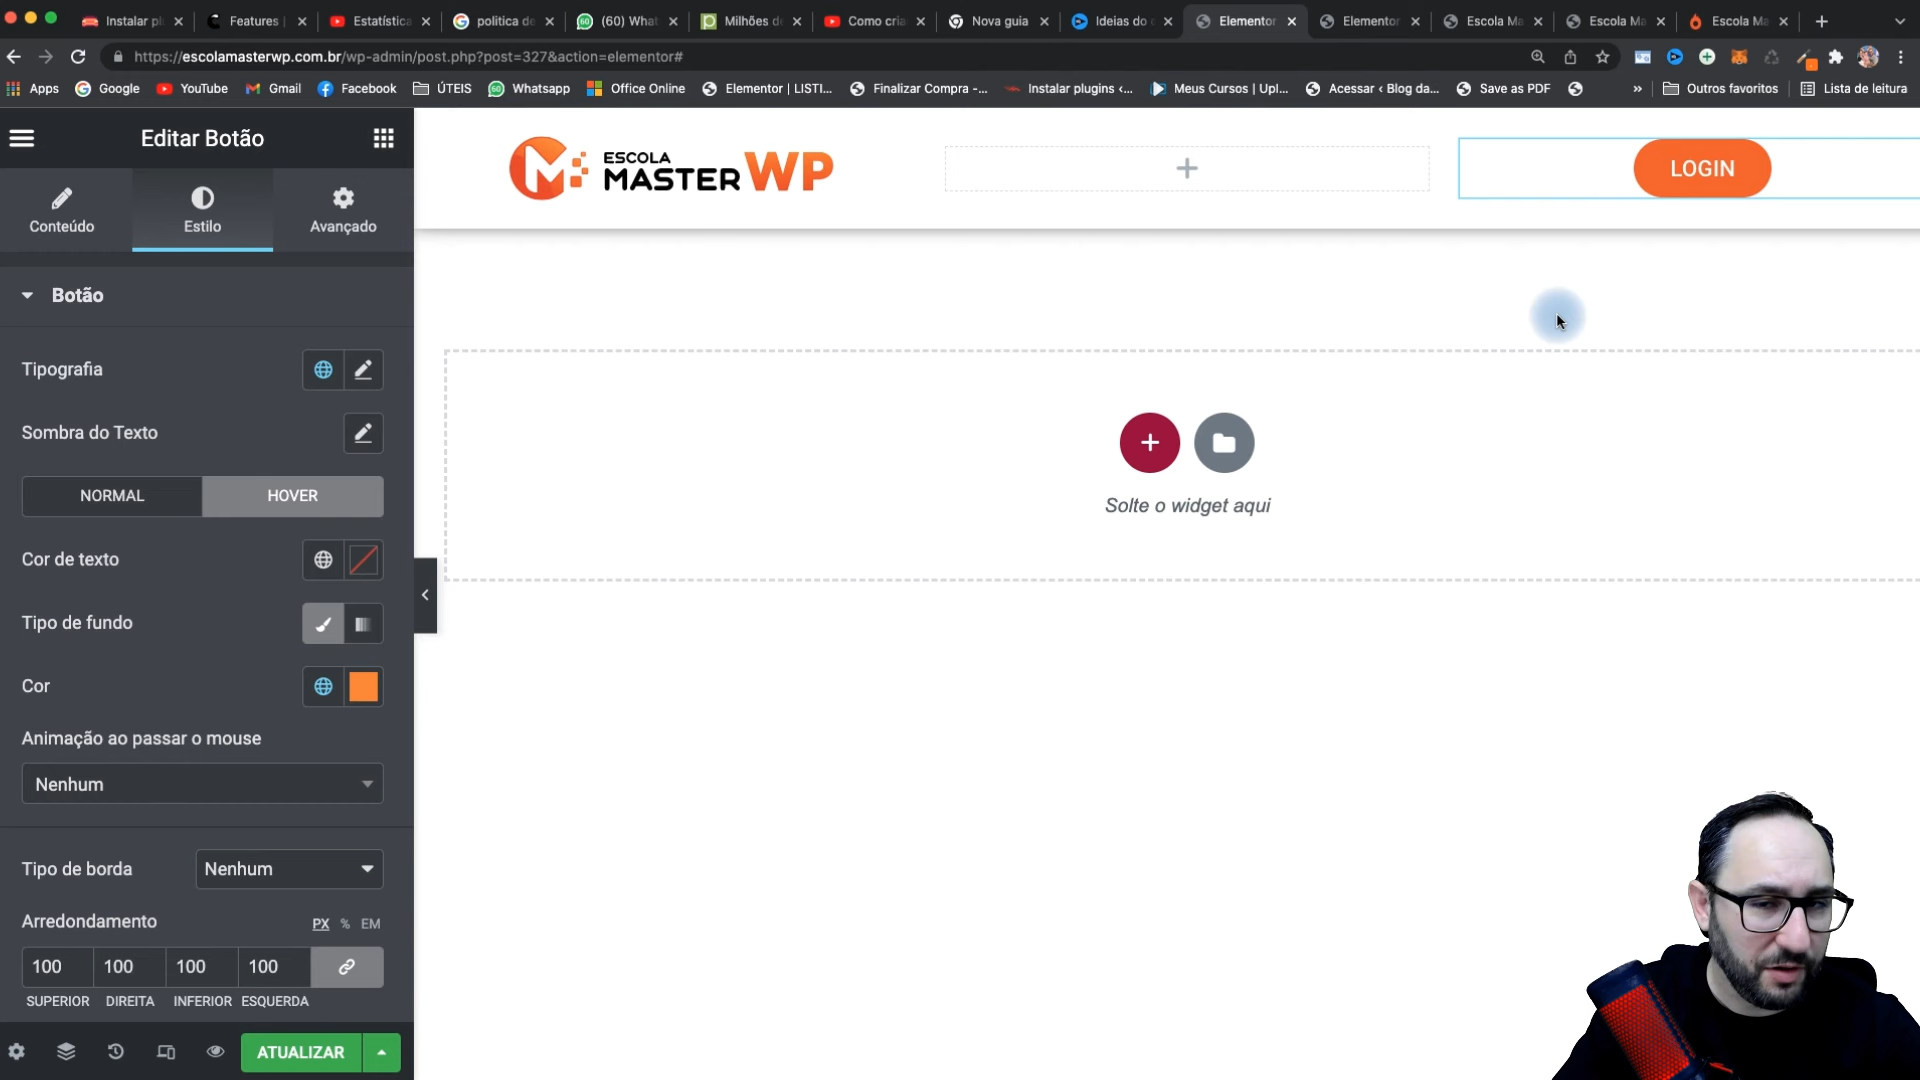 Instalar pl
Features |
Estatística
politica de
(60) What
Milhões de
Como cria
Nova guia
Ideias do c
Elementor
Elementor
Escola Ma
Escola Ma
Escola Ma
https://escolamasterwp.com.br/wp-admin/post.php?post=327&action=elementor#
Apps
Google
YouTube
Gmail
Facebook
ÚTEIS
60
Whatsapp
Office Online
Elementor | LISTI...
Finalizar Compra -...
Instalar plugins ‹...
Meus Cursos | Upl...
Acessar ‹ Blog da...
Save as PDF
»
Outros favoritos
Lista de leitura
Editar Botão
Conteúdo
Estilo
Avançado
Botão
Tipografia
Sombra do Texto
NORMAL
HOVER
Cor de texto
Tipo de fundo
Cor
Animação ao passar o mouse
Nenhum
Tipo de borda
Nenhum
Arredondamento
PX % EM
100 100 100 100
SUPERIOR DIREITA INFERIOR ESQUERDA
ATUALIZAR
ESCOLA
MASTER WP
LOGIN
Solte o widget aqui